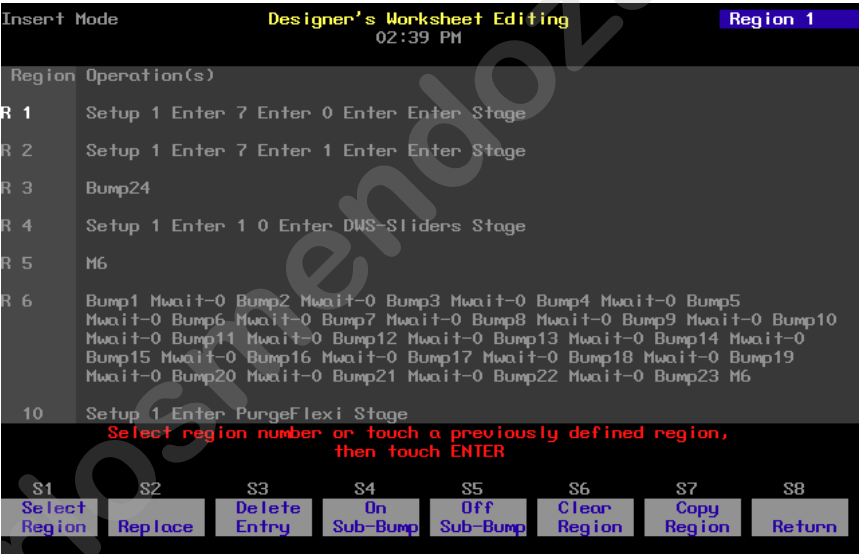 Insert Mode Designer's Worksheet Editing Region 1
02:39 PM
Region Operation(s)
R 1 Setup 1 Enter 7 Enter 0 Enter Enter Stage
R 2 Setup 1 Enter 7 Enter 1 Enter Enter Stage
R 3 Bump24
R 4 Setup 1 Enter 1 0 Enter DWS-Sliders Stage
R 5 M6
R 6 Bump1 Mwait-0 Bump2 Mwait-0 Bump3 Mwait-0 Bump4 Mwait-0 Bump5
Mwait-0 Bump6 Mwait-0 Bump7 Mwait-0 Bump8 Mwait-0 Bump9 Mwait-0 Bump10
Mwait-0 Bump11 Mwait-0 Bump12 Mwait-0 Bump13 Mwait-0 Bump14 Mwait-0
Bump15 Mwait-0 Bump16 Mwait-0 Bump17 Mwait-0 Bump18 Mwait-0 Bump19
Mwait-0 Bump20 Mwait-0 Bump21 Mwait-0 Bump22 Mwait-0 Bump23 M6
10 Setup 1 Enter PurgeFlexi Stage
Select region number or touch a previously defined region,
then touch ENTER
S1 S2 S3 S4 S5 S6 S7 S8
Select Delete On Off Clear Copy
Region Replace Entry Sub-Bump Sub-Bump Region Region Return
losmendoza